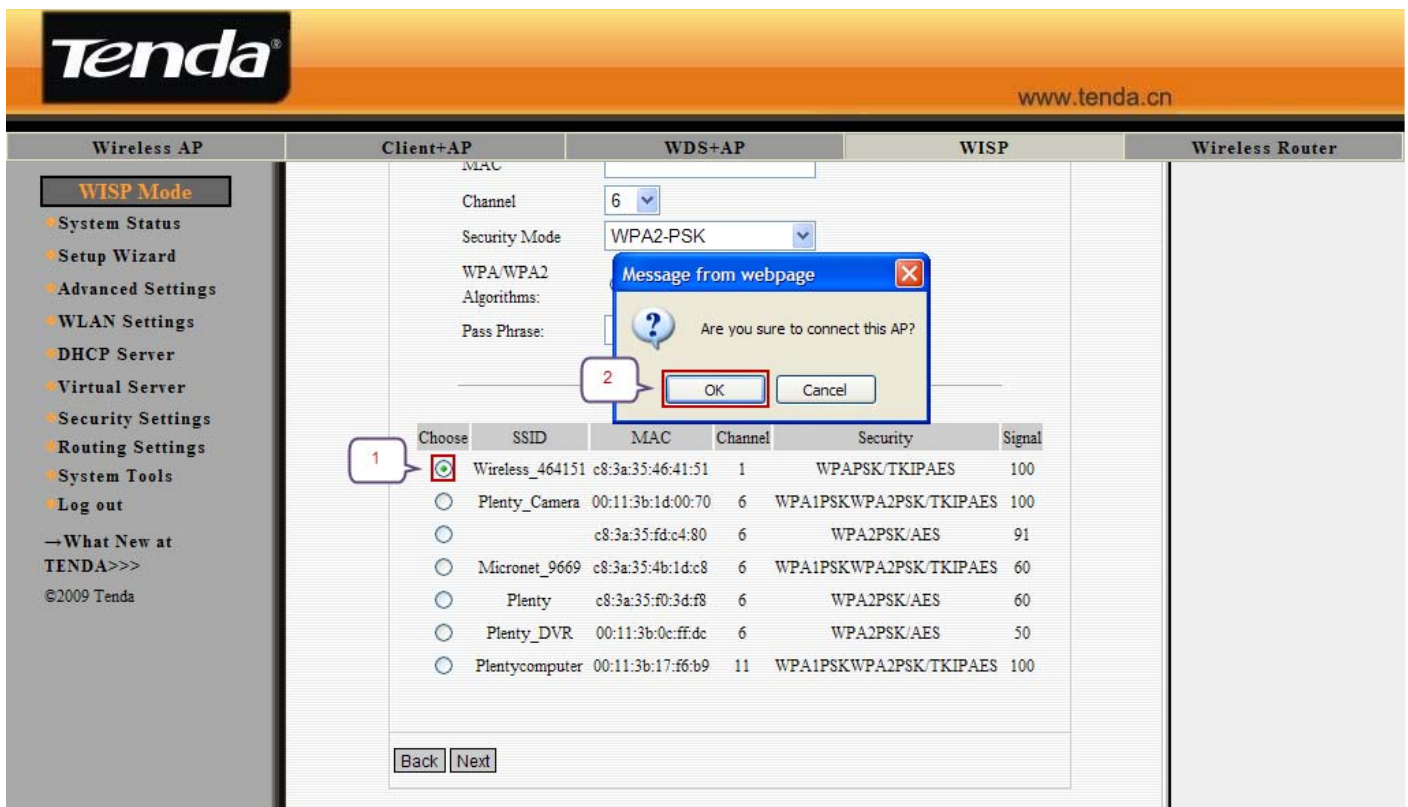 Tenda®
www.tenda.cn
Wireless AP Client+AP WDS+AP WISP Wireless Router
WISP Mode
System Status
Setup Wizard
Advanced Settings
WLAN Settings
DHCP Server
Virtual Server
Security Settings
Routing Settings
System Tools
Log out
→What New at
TENDA>>>
©2009 Tenda
MAC
Channel 6
Security Mode WPA2-PSK
WPA/WPA2
Algorithms:
Pass Phrase:
Message from webpage
Are you sure to connect this AP?
2 OK Cancel
Choose SSID MAC Channel Security Signal
1 Wireless_464151 c8:3a:35:46:41:51 1 WPAPSK/TKIPAES 100
Plenty_Camera 00:11:3b:1d:00:70 6 WPA1PSKWPA2PSK/TKIPAES 100
c8:3a:35:fd:c4:80 6 WPA2PSK/AES 91
Micronet_9669 c8:3a:35:4b:1d:c8 6 WPA1PSKWPA2PSK/TKIPAES 60
Plenty c8:3a:35:f0:3d:f8 6 WPA2PSK/AES 60
Plenty_DVR 00:11:3b:0c:ff:dc 6 WPA2PSK/AES 50
Plentycomputer 00:11:3b:17:f6:b9 11 WPA1PSKWPA2PSK/TKIPAES 100
Back Next